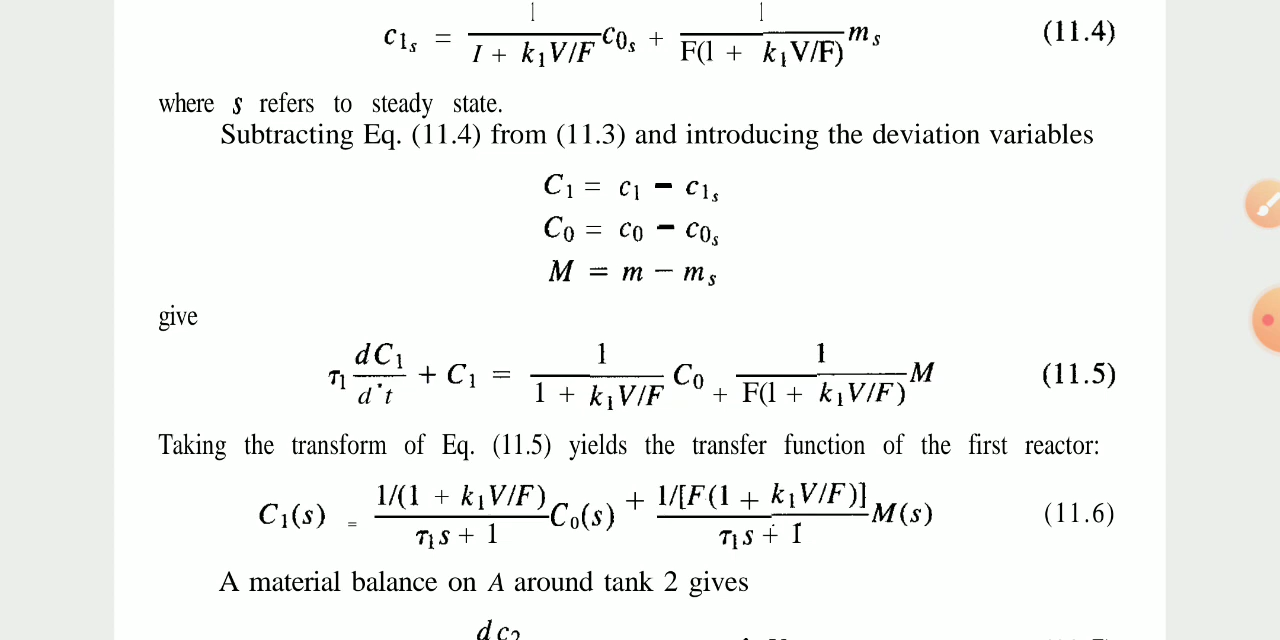 c1s = 1/(I + k1V/F) c0s + 1/(F(1 + k1V/F)) ms (11.4)
where s refers to steady state.
Subtracting Eq. (11.4) from (11.3) and introducing the deviation variables
C1 = c1 − c1s
C0 = c0 − c0s
M = m − ms
give
τ1 dC1/dt + C1 = 1/(1 + k1V/F) C0 + 1/(F(1 + k1V/F)) M (11.5)
Taking the transform of Eq. (11.5) yields the transfer function of the first reactor:
C1(s) = 1/(1 + k1V/F)/(τ1s + 1) C0(s) + 1/[F(1 + k1V/F)]/(τ1s + 1) M(s) (11.6)
A material balance on A around tank 2 gives
dc2